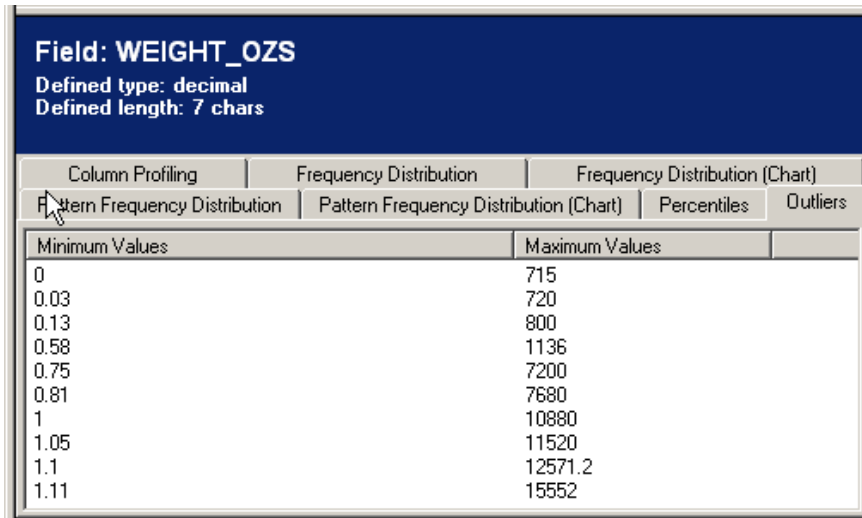 Field: WEIGHT_OZS
Defined type: decimal
Defined length: 7 chars
Column Profiling Frequency Distribution Frequency Distribution (Chart)
Pattern Frequency Distribution Pattern Frequency Distribution (Chart) Percentiles Outliers
Minimum Values Maximum Values
0 715
0.03 720
0.13 800
0.58 1136
0.75 7200
0.81 7680
1 10880
1.05 11520
1.1 12571.2
1.11 15552